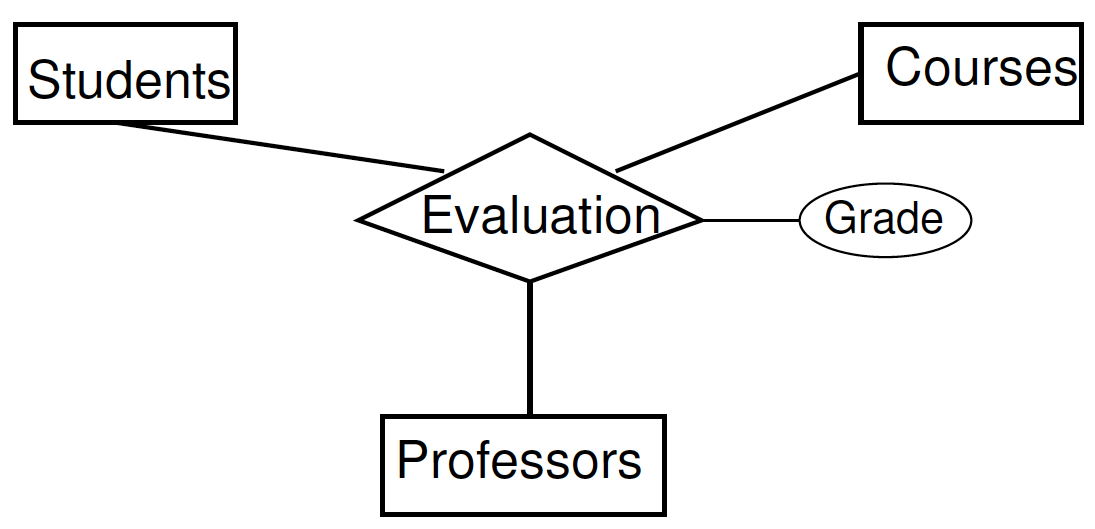 Students
Courses
Evaluation
Grade
Professors